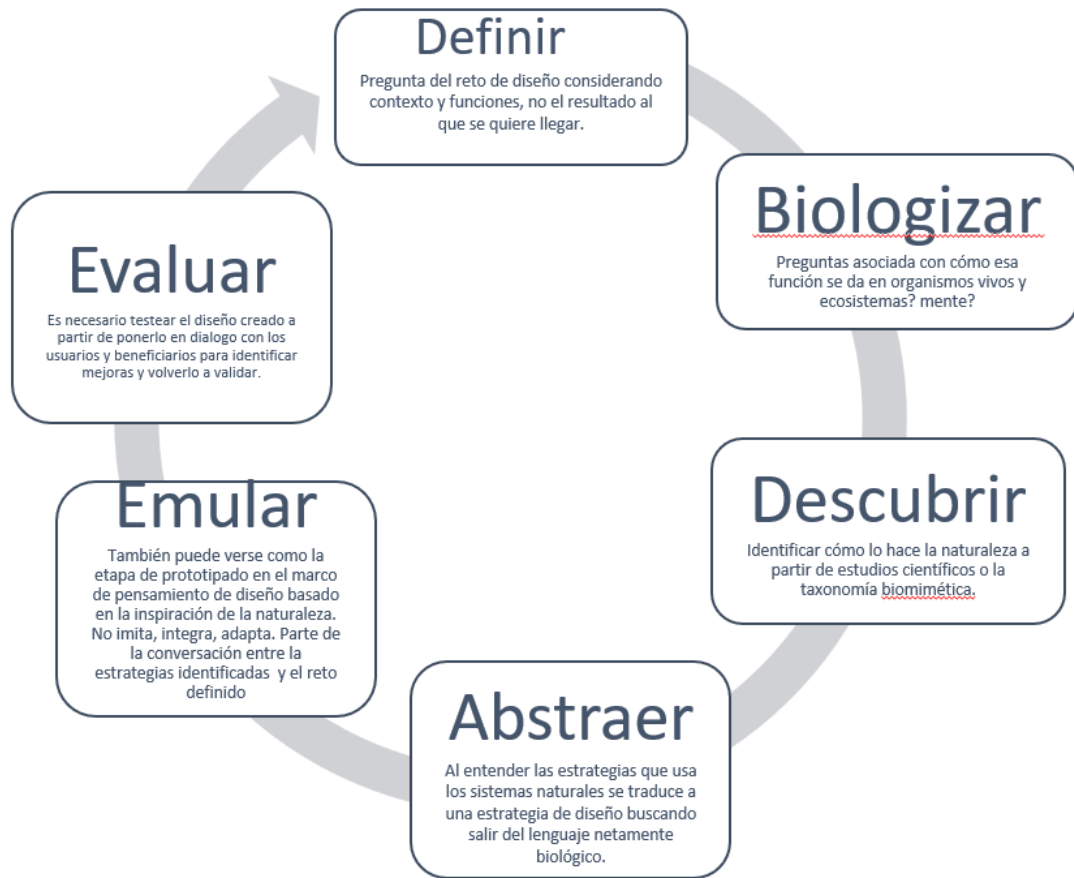 Definir
Pregunta del reto de diseño considerando
contexto y funciones, no el resultado al
que se quiere llegar.
Biologizar
Preguntas asociada con cómo esa
función se da en organismos vivos y
ecosistemas? mente?
Descubrir
Identificar cómo lo hace la naturaleza a
partir de estudios científicos o la
taxonomía biomimética.
Abstraer
Al entender las estrategias que usa
los sistemas naturales se traduce a
una estrategia de diseño buscando
salir del lenguaje netamente
biológico.
Emular
También puede verse como la
etapa de prototipado en el marco
de pensamiento de diseño basado
en la inspiración de la naturaleza.
No imita, integra, adapta. Parte de
la conversación entre la
estrategias identificadas y el reto
definido
Evaluar
Es necesario testear el diseño creado a
partir de ponerlo en dialogo con los
usuarios y beneficiarios para identificar
mejoras y volverlo a validar.